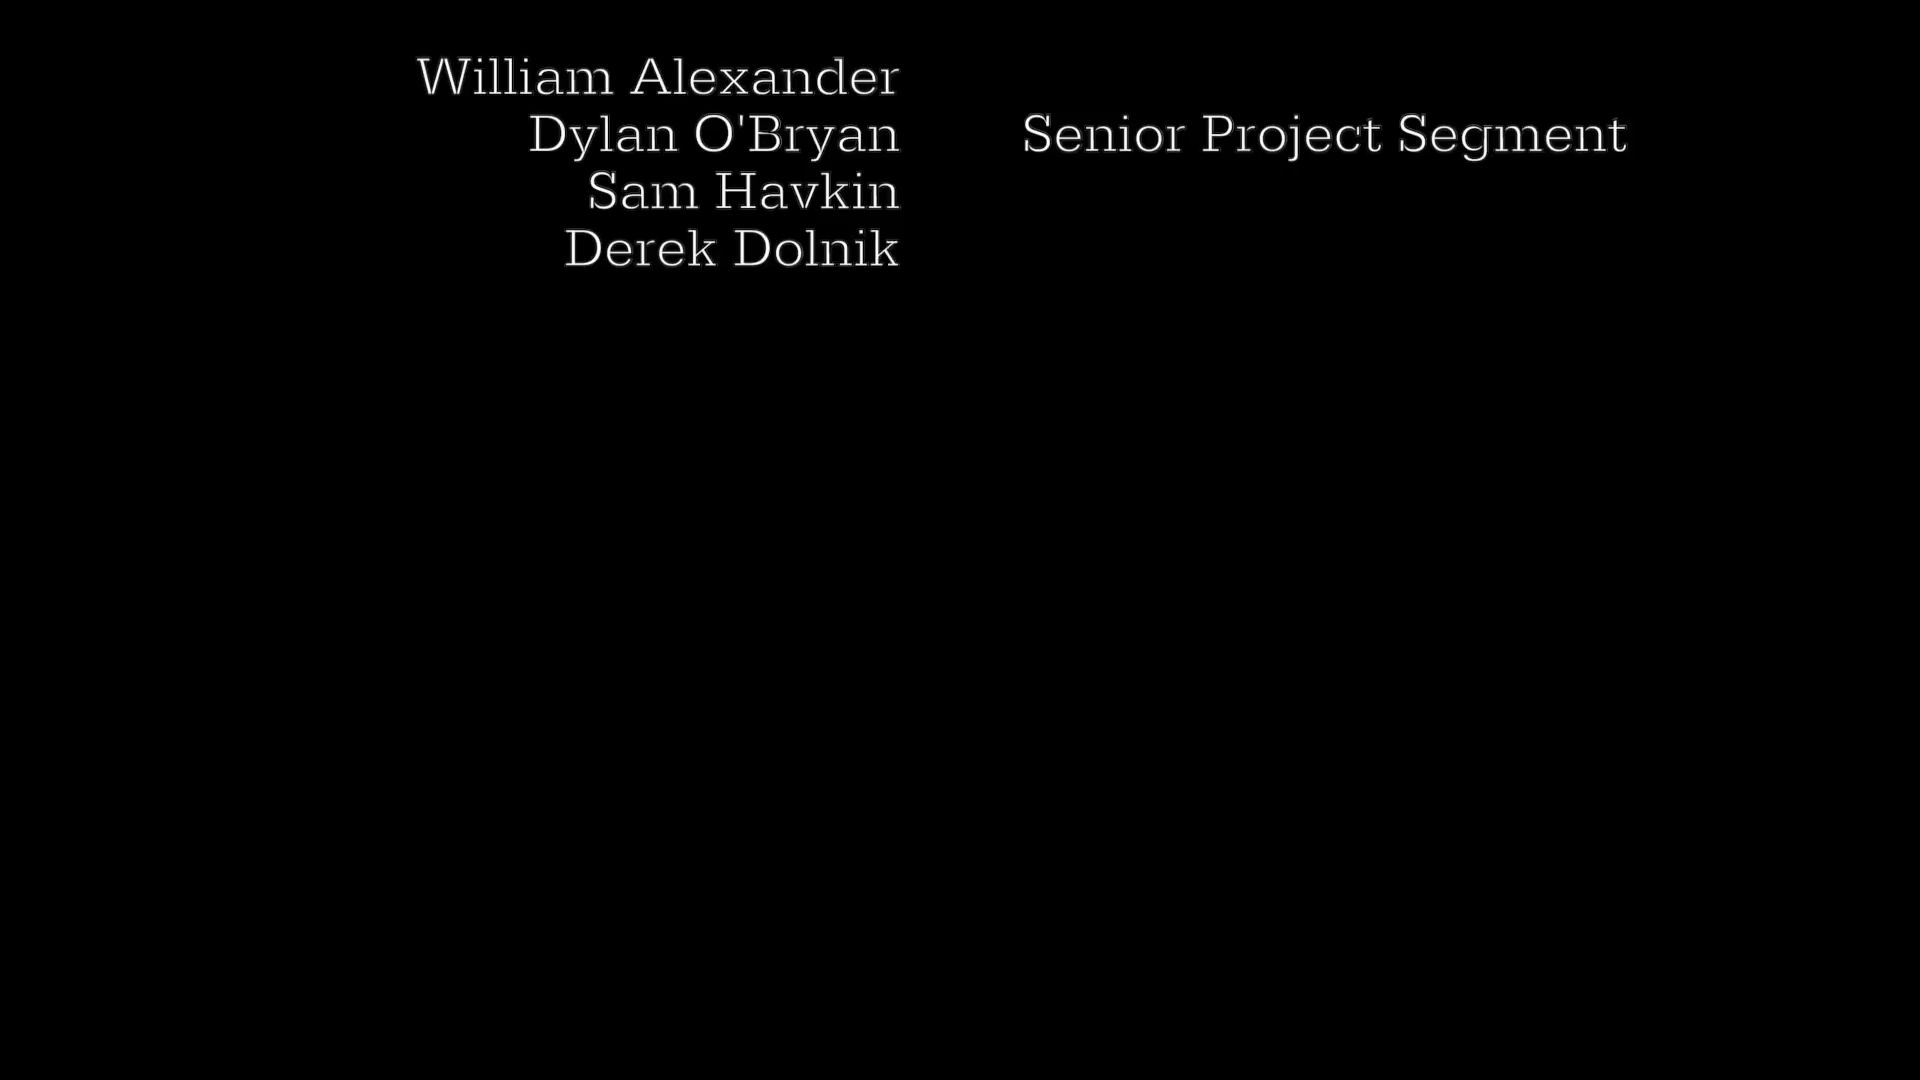 William Alexander
Dylan O'Bryan Senior Project Segment
Sam Havkin
Derek Dolnik